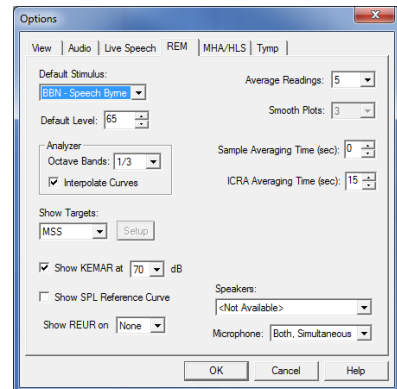 Options
View Audio Live Speech REM MHA/HLS Tymp
Default Stimulus:
BBN - Speech Byrne
Default Level: 65
Analyzer
Octave Bands: 1/3
Interpolate Curves
Show Targets:
MSS Setup
Show KEMAR at 70 dB
Show SPL Reference Curve
Show REUR on None
Average Readings: 5
Smooth Plots: 3
Sample Averaging Time (sec): 0
ICRA Averaging Time (sec): 15
Speakers:
<Not Available>
Microphone: Both, Simultaneous
OK Cancel Help